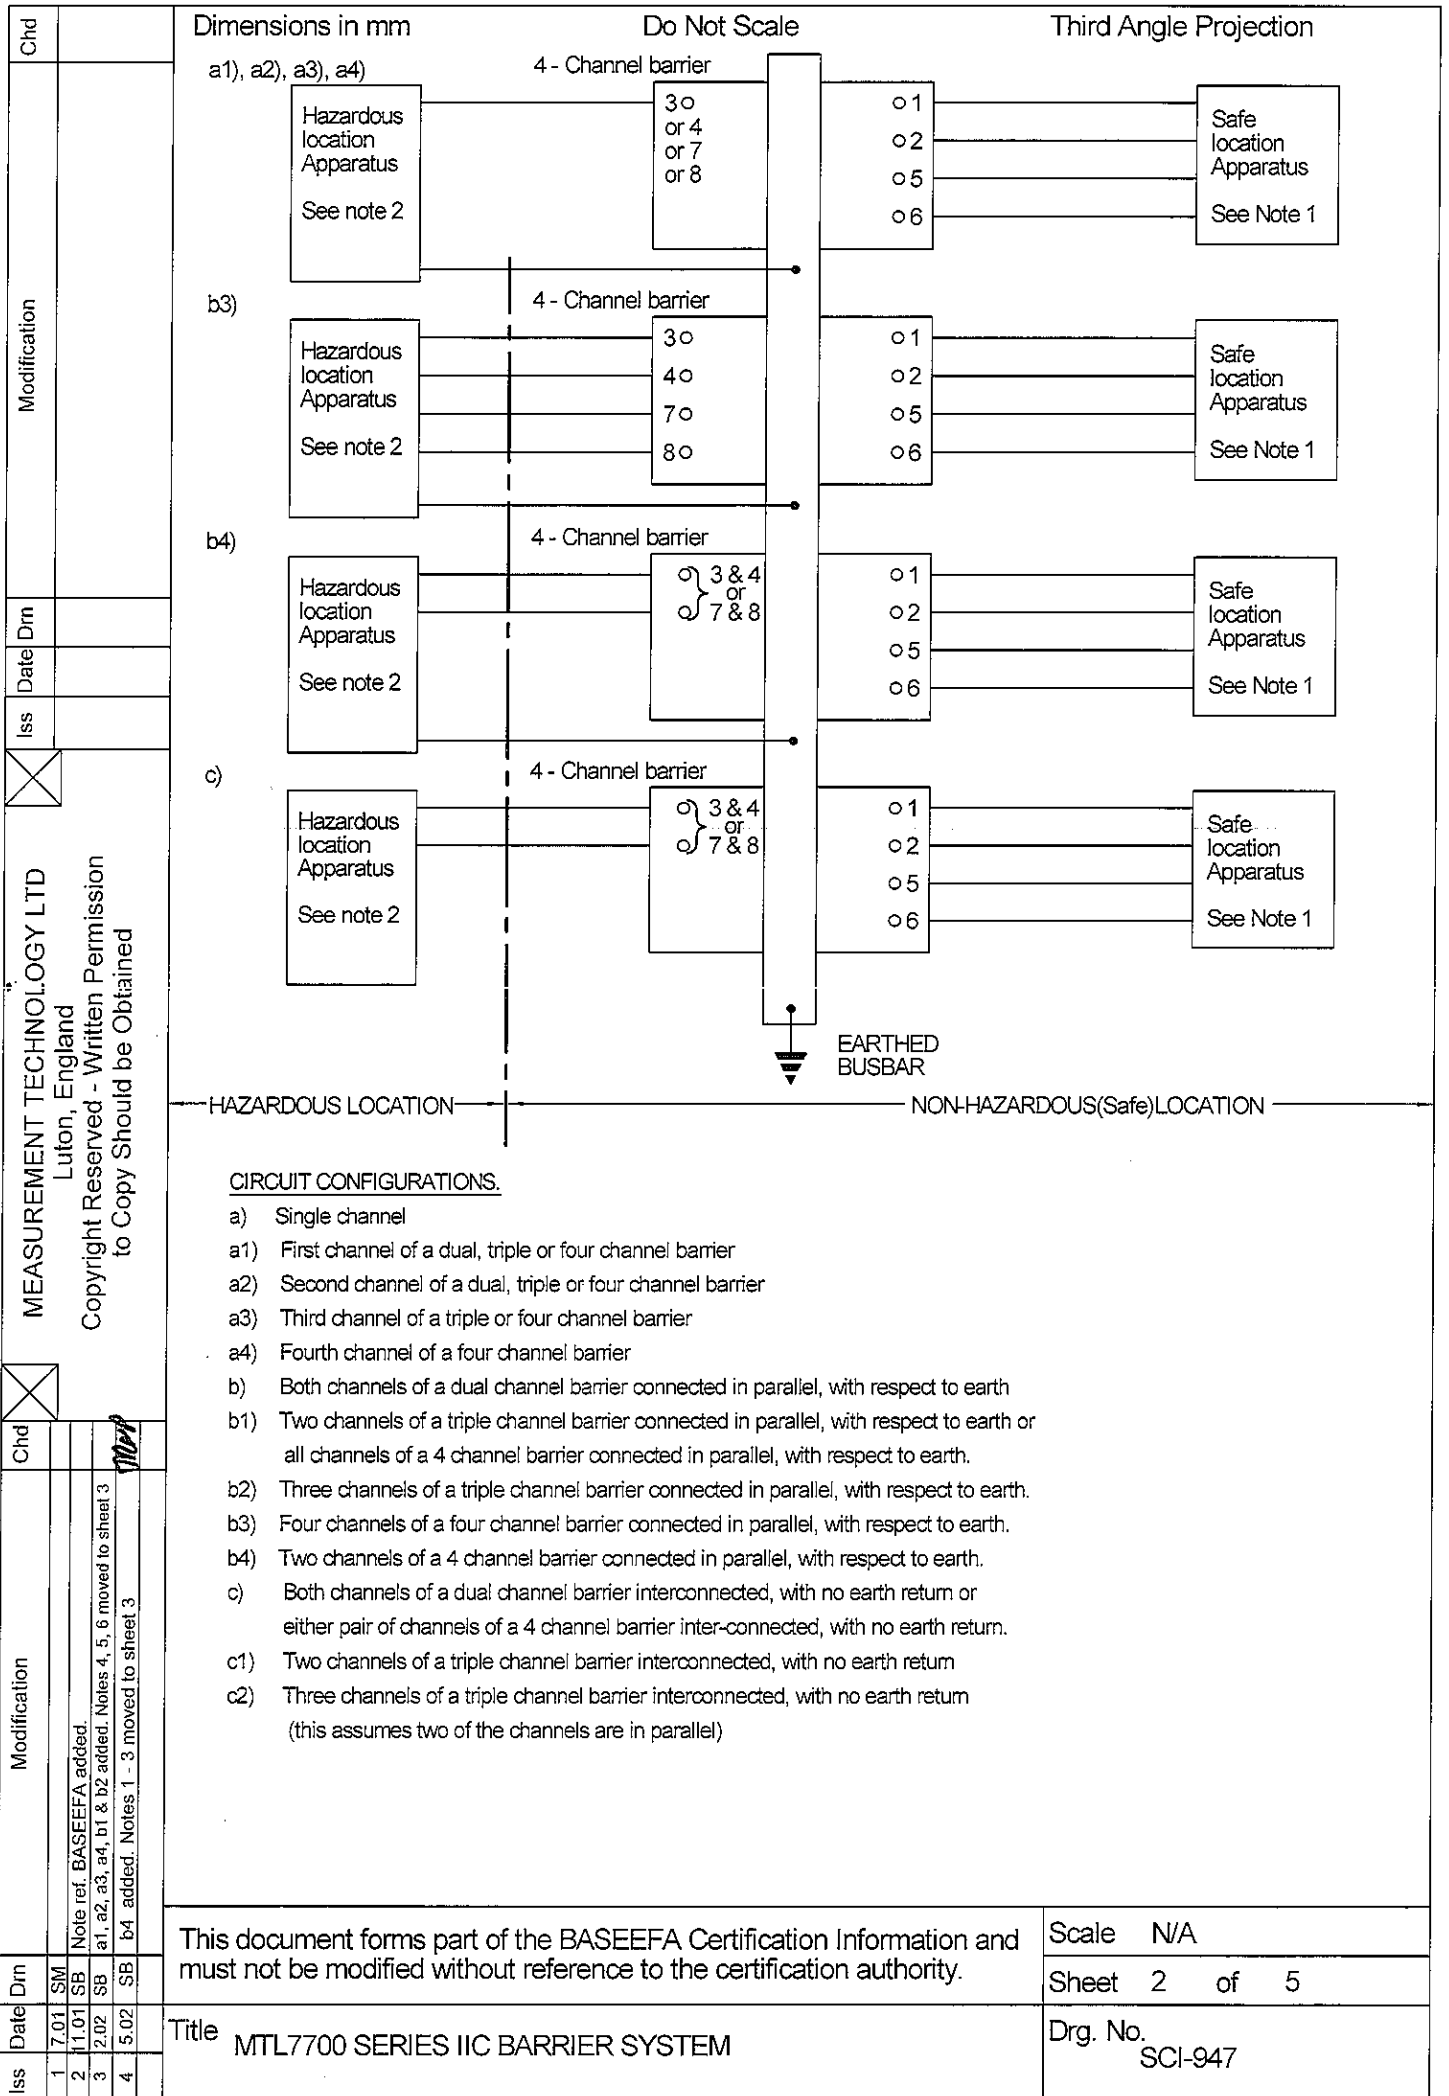 Dimensions in mm
Do Not Scale
Third Angle Projection
a1), a2), a3), a4)
4 - Channel barrier
Hazardous
location
Apparatus
See note 2
3
or 4
or 7
or 8
1
2
5
6
Safe
location
Apparatus
See Note 1
b3)
4 - Channel barrier
Hazardous
location
Apparatus
See note 2
3
4
7
8
1
2
5
6
Safe
location
Apparatus
See Note 1
b4)
4 - Channel barrier
Hazardous
location
Apparatus
See note 2
3 & 4
or
7 & 8
1
2
5
6
Safe
location
Apparatus
See Note 1
c)
4 - Channel barrier
Hazardous
location
Apparatus
See note 2
3 & 4
or
7 & 8
1
2
5
6
Safe
location
Apparatus
See Note 1
EARTHED
BUSBAR
HAZARDOUS LOCATION
NON-HAZARDOUS(Safe)LOCATION
CIRCUIT CONFIGURATIONS.
a) Single channel
a1) First channel of a dual, triple or four channel barrier
a2) Second channel of a dual, triple or four channel barrier
a3) Third channel of a triple or four channel barrier
a4) Fourth channel of a four channel barrier
b) Both channels of a dual channel barrier connected in parallel, with respect to earth
b1) Two channels of a triple channel barrier connected in parallel, with respect to earth or
all channels of a 4 channel barrier connected in parallel, with respect to earth.
b2) Three channels of a triple channel barrier connected in parallel, with respect to earth.
b3) Four channels of a four channel barrier connected in parallel, with respect to earth.
b4) Two channels of a 4 channel barrier connected in parallel, with respect to earth.
c) Both channels of a dual channel barrier interconnected, with no earth return or
either pair of channels of a 4 channel barrier inter-connected, with no earth return.
c1) Two channels of a triple channel barrier interconnected, with no earth return
c2) Three channels of a triple channel barrier interconnected, with no earth return
(this assumes two of the channels are in parallel)
This document forms part of the BASEEFA Certification Information and
must not be modified without reference to the certification authority.
Scale N/A
Sheet 2 of 5
Title MTL7700 SERIES IIC BARRIER SYSTEM
Drg. No.
SCI-947
Iss Date Drn Modification Chd
MEASUREMENT TECHNOLOGY LTD
Luton, England
Copyright Reserved - Written Permission
to Copy Should be Obtained
Iss Date Drn Modification Chd
1 7.01 SM
2 11.01 SB Note ref. BASEEFA added.
3 2.02 SB a1, a2, a3, a4, b1 & b2 added. Notes 4, 5, 6 moved to sheet 3
4 5.02 SB b4 added. Notes 1 - 3 moved to sheet 3